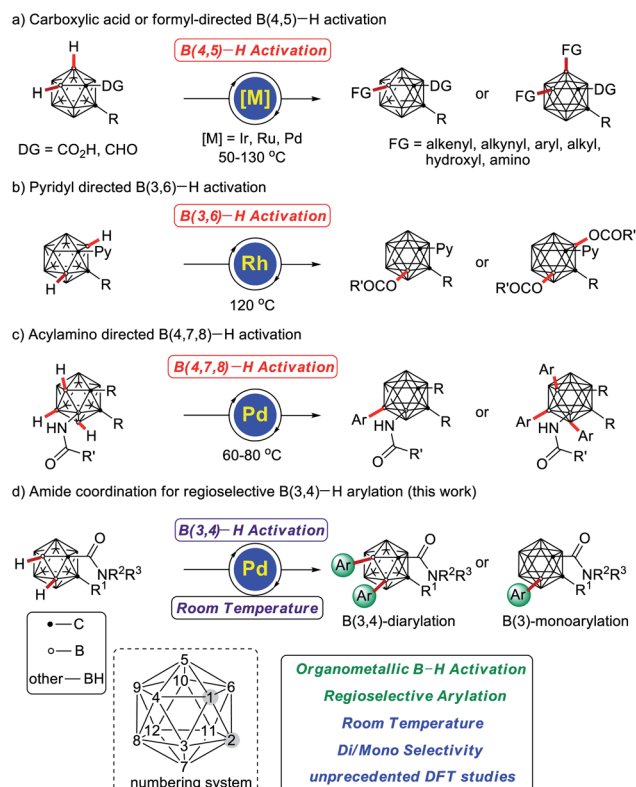 a) Carboxylic acid or formyl-directed B(4,5)−H activation
H
H
DG
R
DG = CO2H, CHO
B(4,5)−H Activation
[M]
[M] = Ir, Ru, Pd
50-130 °C
FG
DG
R
or
FG
FG
DG
R
FG = alkenyl, alkynyl, aryl, alkyl,
hydroxyl, amino
b) Pyridyl directed B(3,6)−H activation
H
Py
H
R
B(3,6)−H Activation
Rh
120 °C
Py
R
R'OCO
or
OCOR'
Py
R
R'OCO
c) Acylamino directed B(4,7,8)−H activation
H
R
H
H
R
HN
O
R'
B(4,7,8)−H Activation
Pd
60-80 °C
R
Ar
R
HN
O
R'
or
Ar
R
R
HN
Ar
O
R'
d) Amide coordination for regioselective B(3,4)−H arylation (this work)
O
H
NR2R3
H
R1
B(3,4)−H Activation
Pd
Room Temperature
O
Ar
NR2R3
Ar
R1
B(3,4)-diarylation
or
O
NR2R3
Ar
R1
B(3)-monoarylation
C
B
other — BH
5
9
10
6
4
1
12
11
8
3
2
7
numbering system
Organometallic B−H Activation
Regioselective Arylation
Room Temperature
Di/Mono Selectivity
unprecedented DFT studies